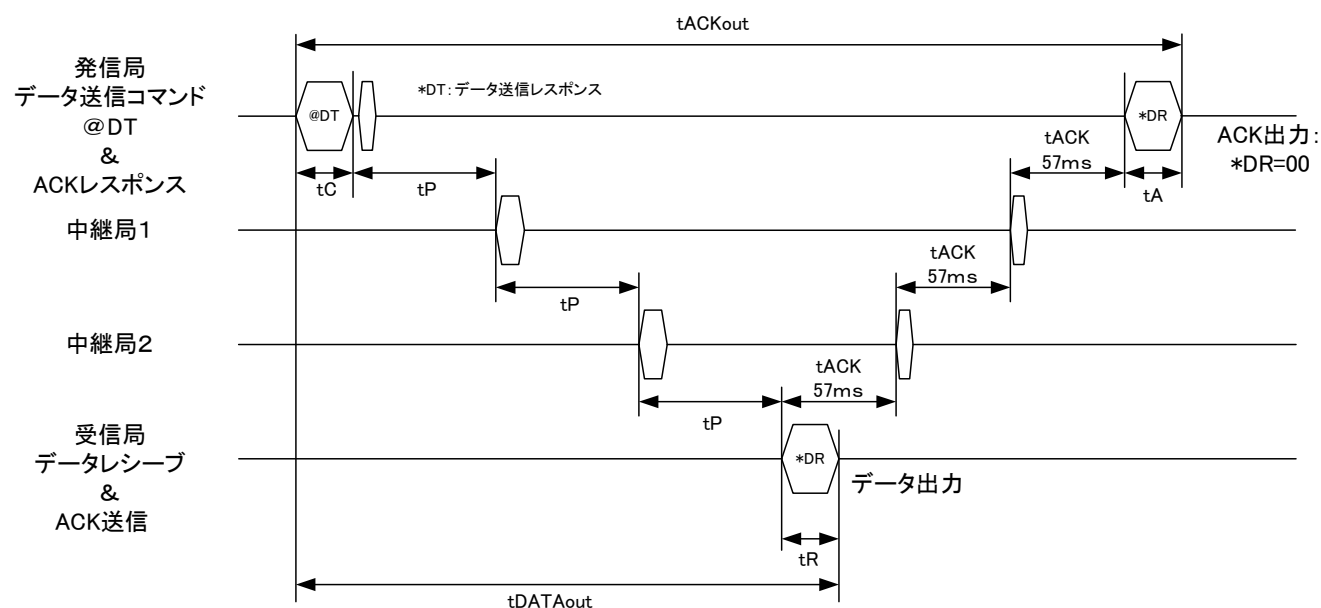 tACKout
発信局
データ送信コマンド
@DT
&
ACKレスポンス
@DT
*DT:データ送信レスポンス
*DR
ACK出力:
*DR=00
tC
tP
tACK
57ms
tA
中継局1
tP
tACK
57ms
中継局2
tP
tACK
57ms
受信局
データレシーブ
&
ACK送信
*DR
データ出力
tR
tDATAout